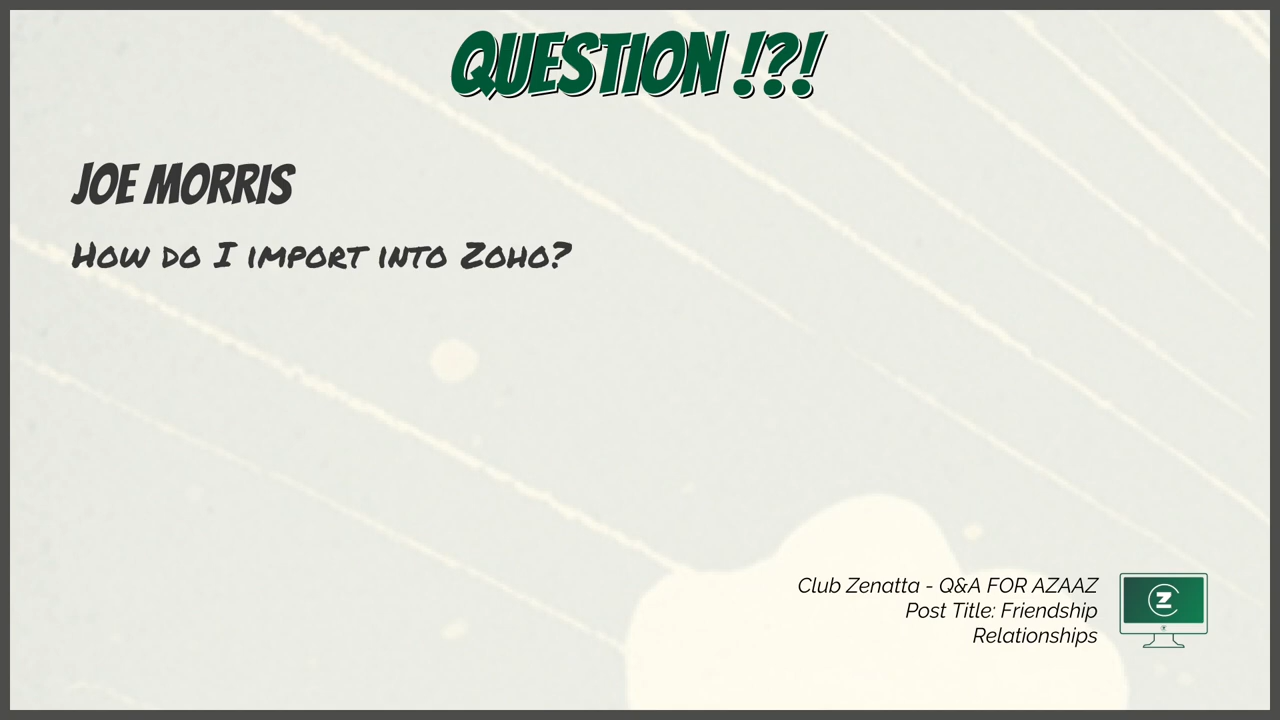 QUESTION !?!
JOE MORRIS
How do I import into Zoho?
Club Zenatta - Q&A FOR AZAAZ
Post Title: Friendship
Relationships
Z